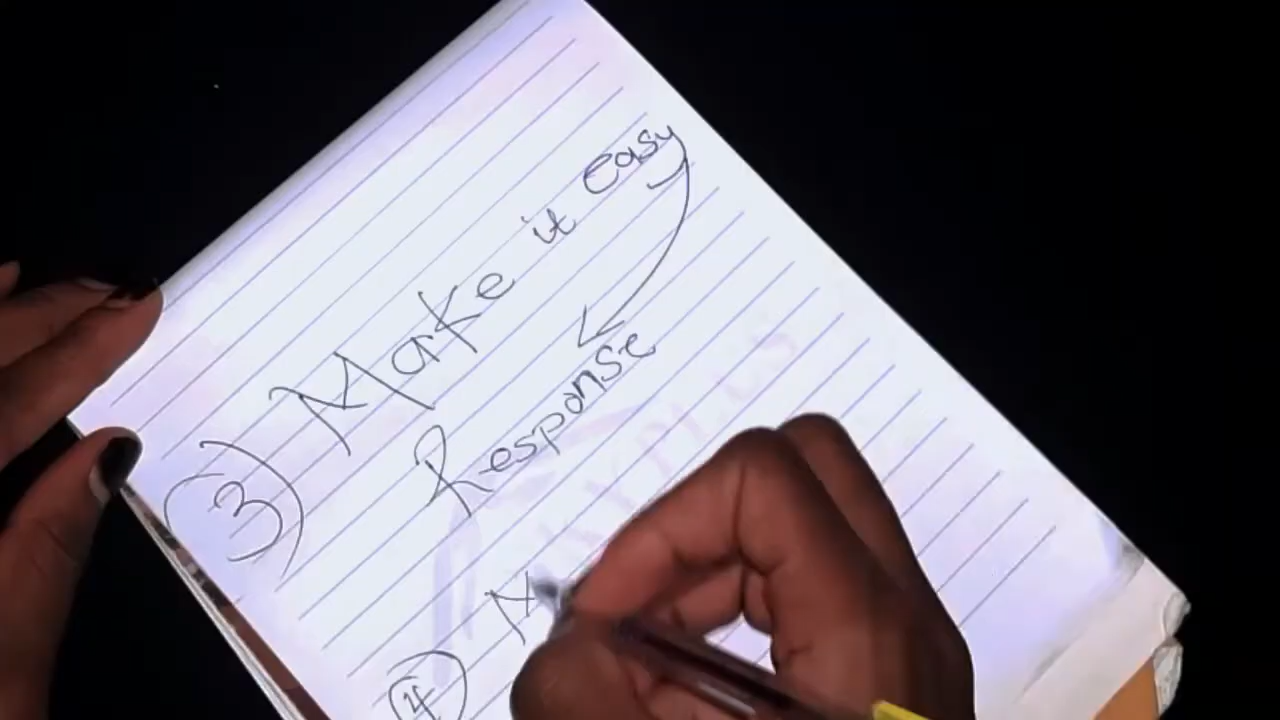 ③ Make it easy
Response
④ M